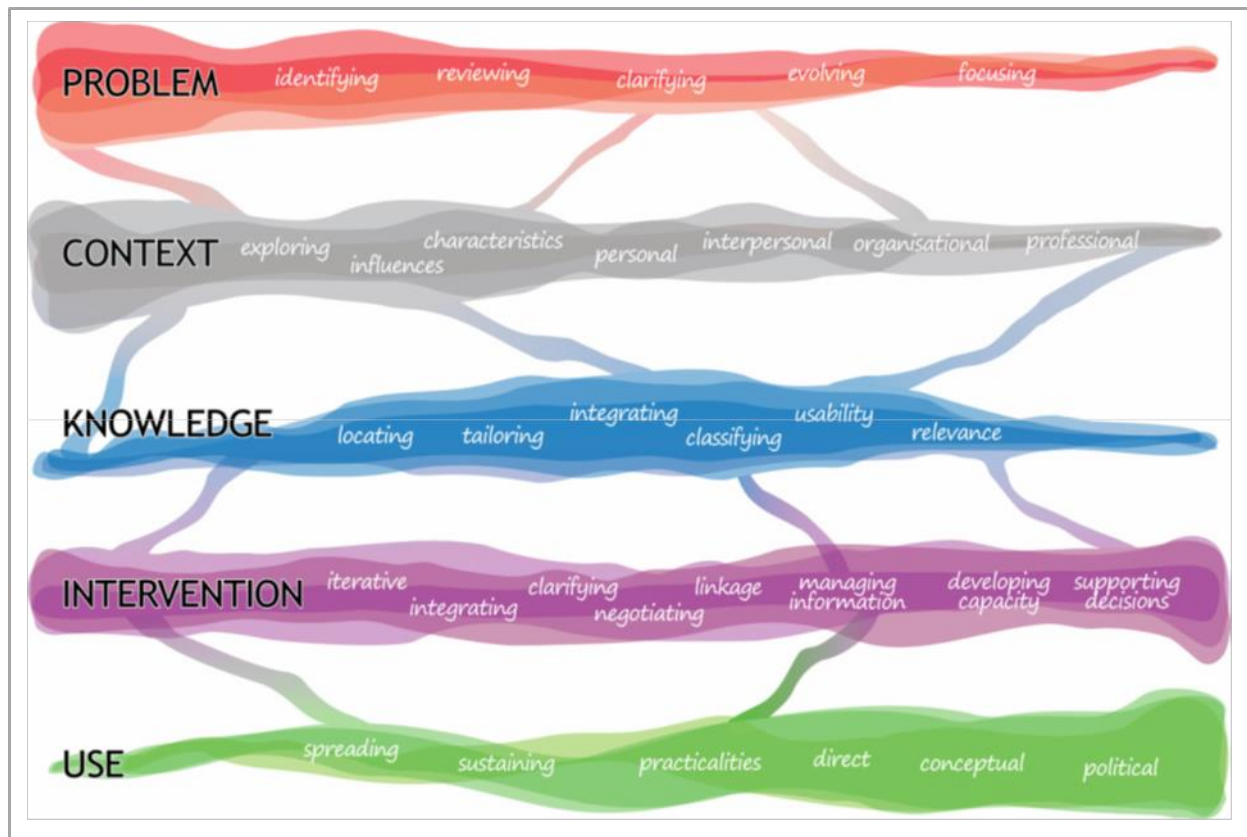 PROBLEM identifying reviewing clarifying evolving focusing
CONTEXT exploring influences characteristics personal interpersonal organisational professional
KNOWLEDGE locating tailoring integrating classifying usability relevance
INTERVENTION iterative integrating clarifying negotiating linkage managing information developing capacity supporting decisions
USE spreading sustaining practicalities direct conceptual political